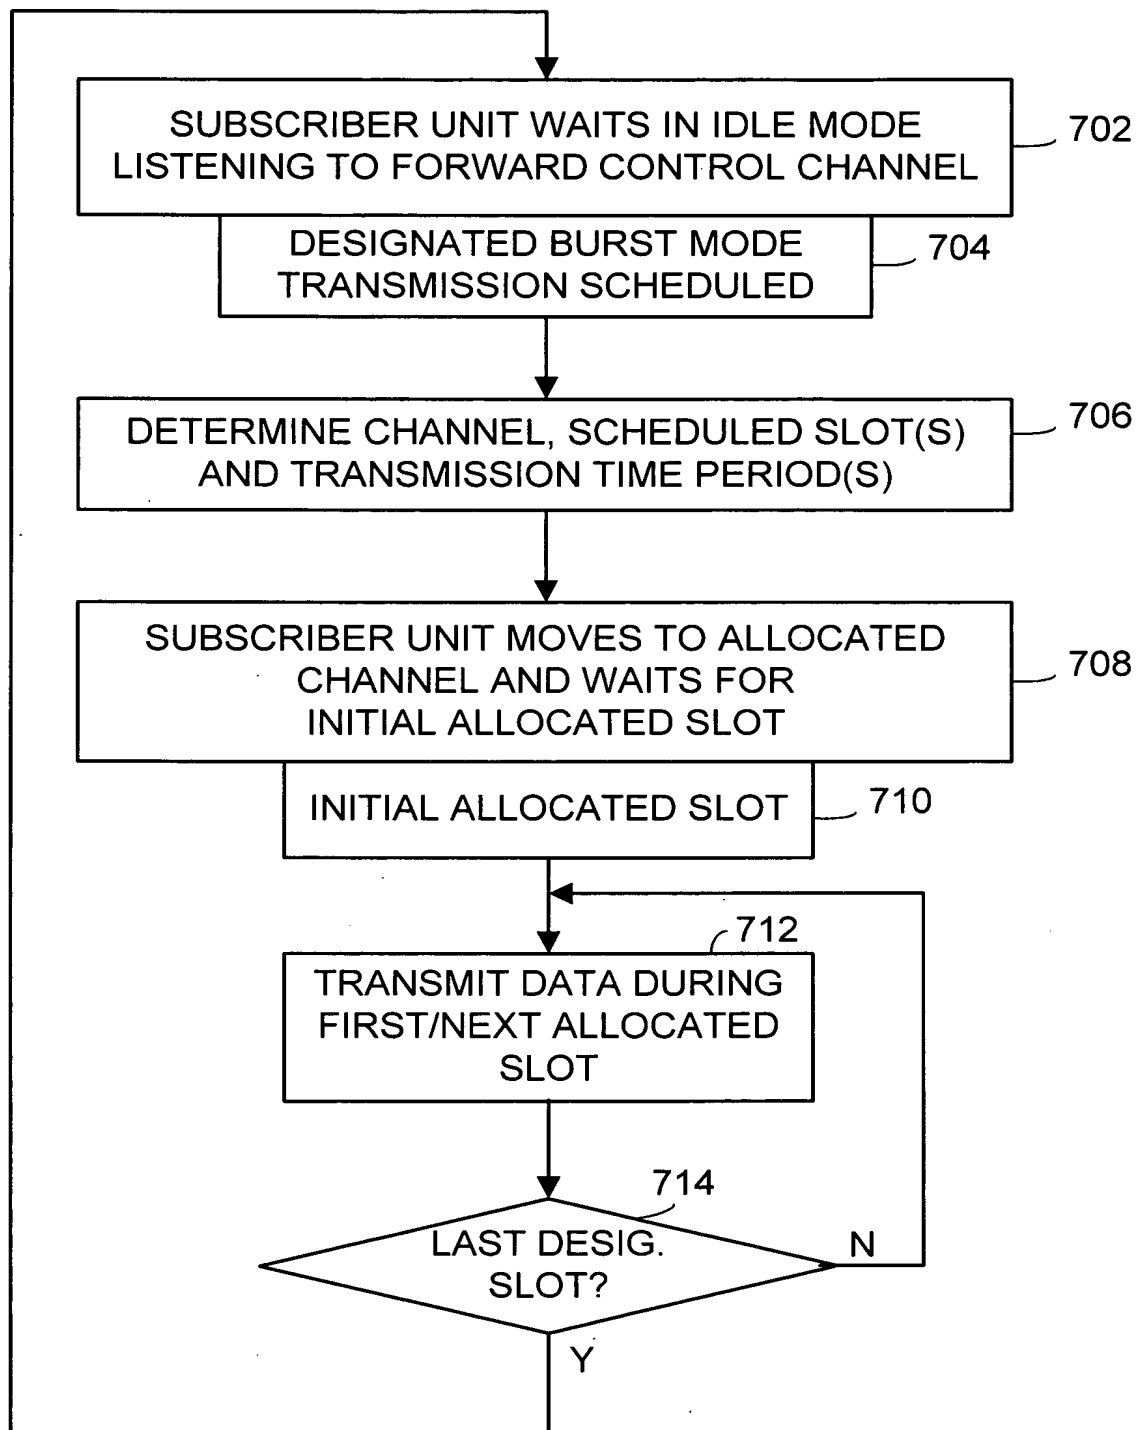 SUBSCRIBER UNIT WAITS IN IDLE MODE
LISTENING TO FORWARD CONTROL CHANNEL
702
DESIGNATED BURST MODE
TRANSMISSION SCHEDULED
704
DETERMINE CHANNEL, SCHEDULED SLOT(S)
AND TRANSMISSION TIME PERIOD(S)
706
SUBSCRIBER UNIT MOVES TO ALLOCATED
CHANNEL AND WAITS FOR
INITIAL ALLOCATED SLOT
708
INITIAL ALLOCATED SLOT
710
712
TRANSMIT DATA DURING
FIRST/NEXT ALLOCATED
SLOT
714
LAST DESIG.
SLOT?
N
Y